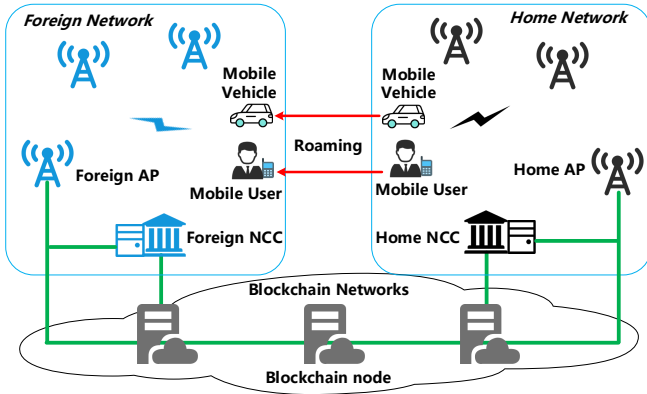 Foreign Network
Home Network
Mobile
Vehicle
Mobile
Vehicle
Roaming
Foreign AP
Mobile User
Mobile User
Home AP
Foreign NCC
Home NCC
Blockchain Networks
Blockchain node